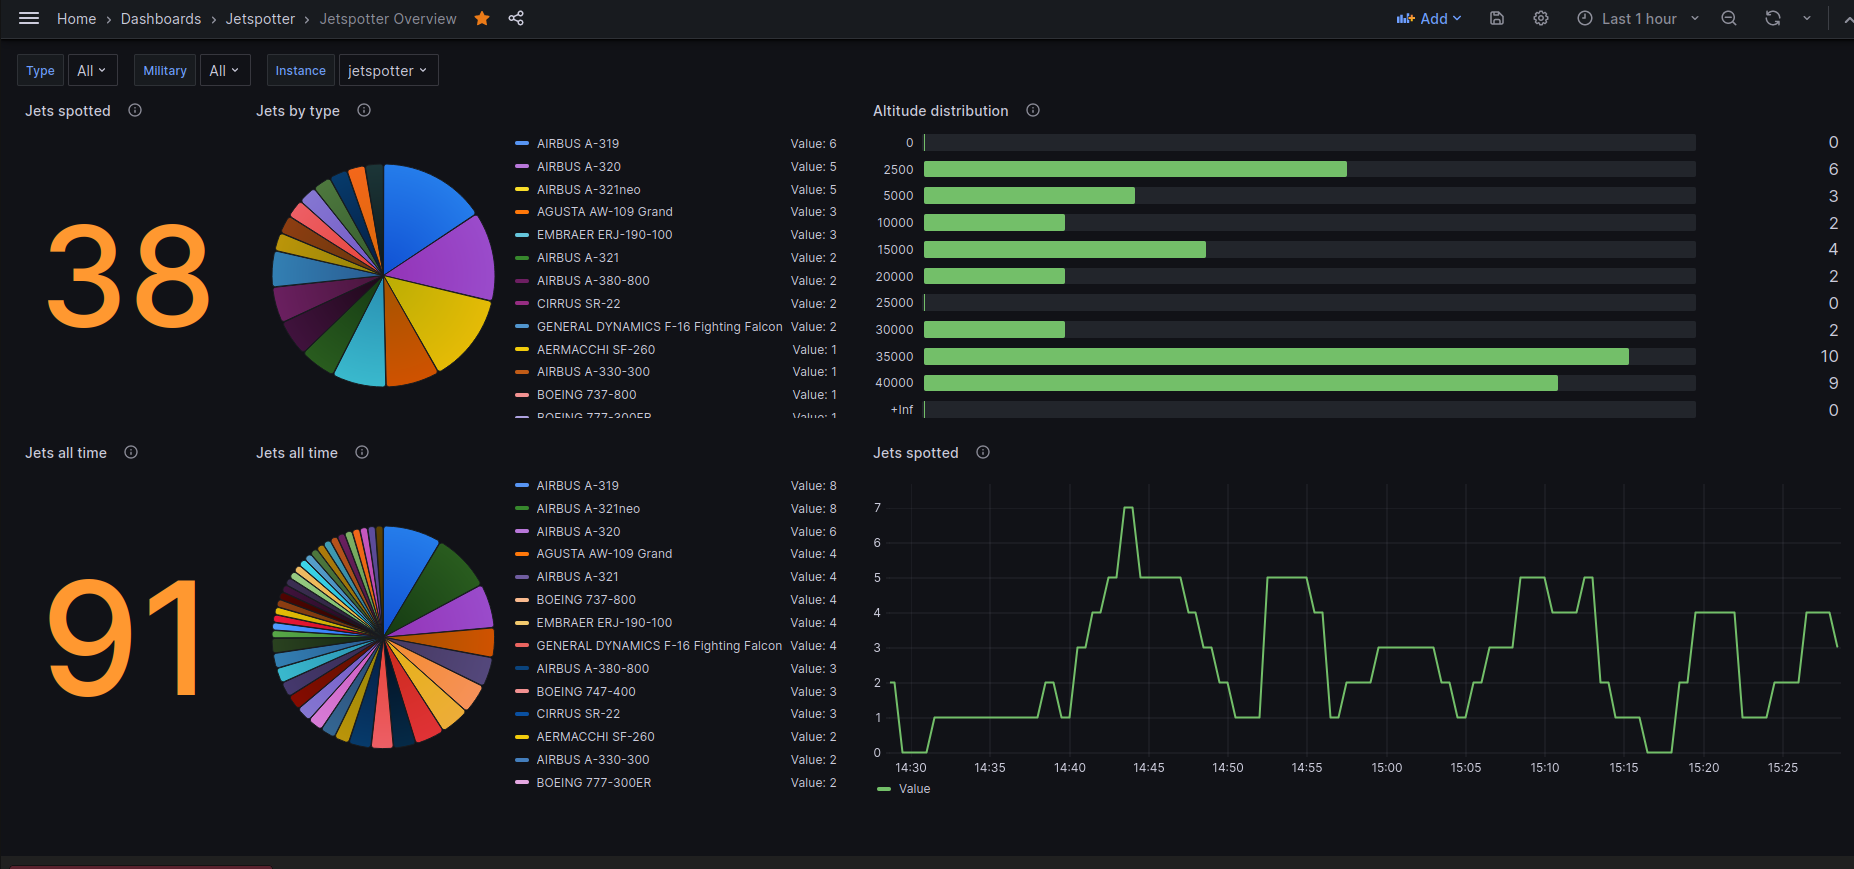 Home › Dashboards › Jetspotter › Jetspotter Overview
Add
Last 1 hour
Type All Military All Instance jetspotter
Jets spotted
38
Jets by type
AIRBUS A-319 Value: 6
AIRBUS A-320 Value: 5
AIRBUS A-321neo Value: 5
AGUSTA AW-109 Grand Value: 3
EMBRAER ERJ-190-100 Value: 3
AIRBUS A-321 Value: 2
AIRBUS A-380-800 Value: 2
CIRRUS SR-22 Value: 2
GENERAL DYNAMICS F-16 Fighting Falcon Value: 2
AERMACCHI SF-260 Value: 1
AIRBUS A-330-300 Value: 1
BOEING 737-800 Value: 1
BOEING 777-300ER Value: 1
Altitude distribution
0 0
2500 6
5000 3
10000 2
15000 4
20000 2
25000 0
30000 2
35000 10
40000 9
+Inf 0
Jets all time
91
Jets all time
AIRBUS A-319 Value: 8
AIRBUS A-321neo Value: 8
AIRBUS A-320 Value: 6
AGUSTA AW-109 Grand Value: 4
AIRBUS A-321 Value: 4
BOEING 737-800 Value: 4
EMBRAER ERJ-190-100 Value: 4
GENERAL DYNAMICS F-16 Fighting Falcon Value: 4
AIRBUS A-380-800 Value: 3
BOEING 747-400 Value: 3
CIRRUS SR-22 Value: 3
AERMACCHI SF-260 Value: 2
AIRBUS A-330-300 Value: 2
BOEING 777-300ER Value: 2
Jets spotted
7
6
5
4
3
2
1
0
14:30 14:35 14:40 14:45 14:50 14:55 15:00 15:05 15:10 15:15 15:20 15:25
Value